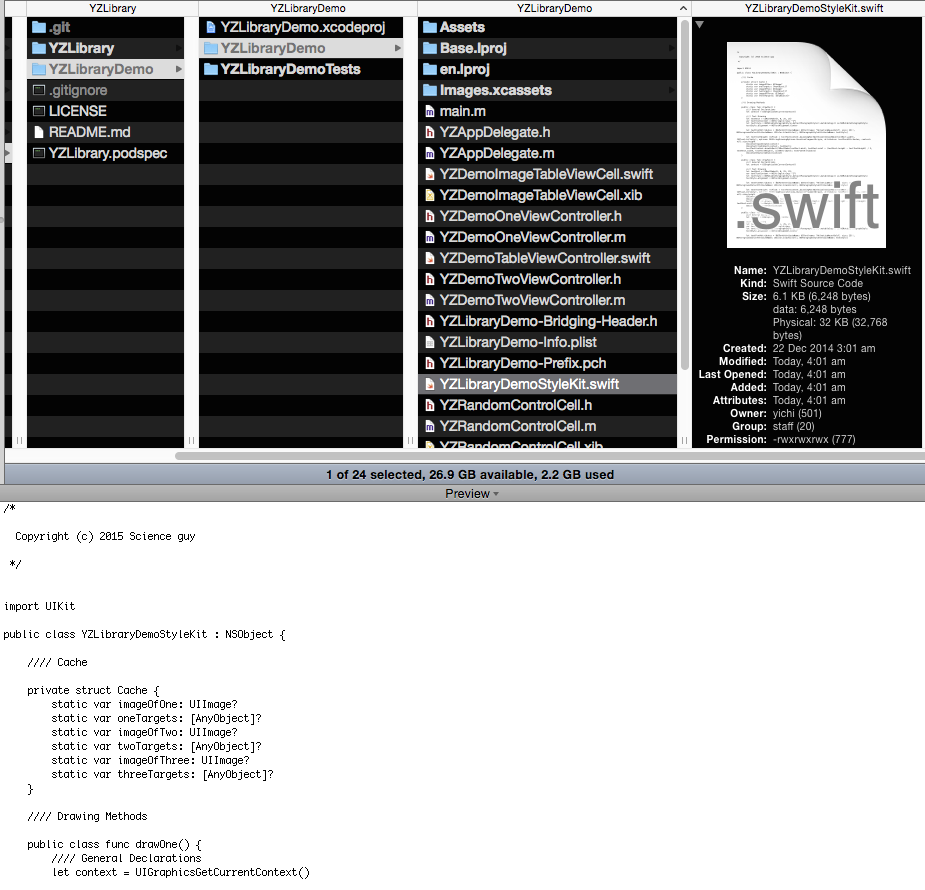 YZLibrary
YZLibraryDemo
YZLibraryDemo
YZLibraryDemoStyleKit.swift
.git
YZLibrary
YZLibraryDemo
.gitignore
LICENSE
README.md
YZLibrary.podspec
YZLibraryDemo.xcodeproj
YZLibraryDemo
YZLibraryDemoTests
Assets
Base.lproj
en.lproj
Images.xcassets
main.m
YZAppDelegate.h
YZAppDelegate.m
YZDemoImageTableViewCell.swift
YZDemoImageTableViewCell.xib
YZDemoOneViewController.h
YZDemoOneViewController.m
YZDemoTableViewController.swift
YZDemoTwoViewController.h
YZDemoTwoViewController.m
YZLibraryDemo-Bridging-Header.h
YZLibraryDemo-Info.plist
YZLibraryDemo-Prefix.pch
YZLibraryDemoStyleKit.swift
YZRandomControlCell.h
YZRandomControlCell.m
YZRandomControlCell.xib
.swift
Name: YZLibraryDemoStyleKit.swift
Kind: Swift Source Code
Size: 6.1 KB (6,248 bytes)
data: 6,248 bytes
Physical: 32 KB (32,768
bytes)
Created: 22 Dec 2014 3:01 am
Modified: Today, 4:01 am
Last Opened: Today, 4:01 am
Added: Today, 4:01 am
Attributes: Today, 4:01 am
Owner: yichi (501)
Group: staff (20)
Permission: -rwxrwxrwx (777)
1 of 24 selected, 26.9 GB available, 2.2 GB used
Preview
/*
Copyright (c) 2015 Science guy
*/
import UIKit
public class YZLibraryDemoStyleKit : NSObject {
//// Cache
private struct Cache {
static var imageOfOne: UIImage?
static var oneTargets: [AnyObject]?
static var imageOfTwo: UIImage?
static var twoTargets: [AnyObject]?
static var imageOfThree: UIImage?
static var threeTargets: [AnyObject]?
}
//// Drawing Methods
public class func drawOne() {
//// General Declarations
let context = UIGraphicsGetCurrentContext()